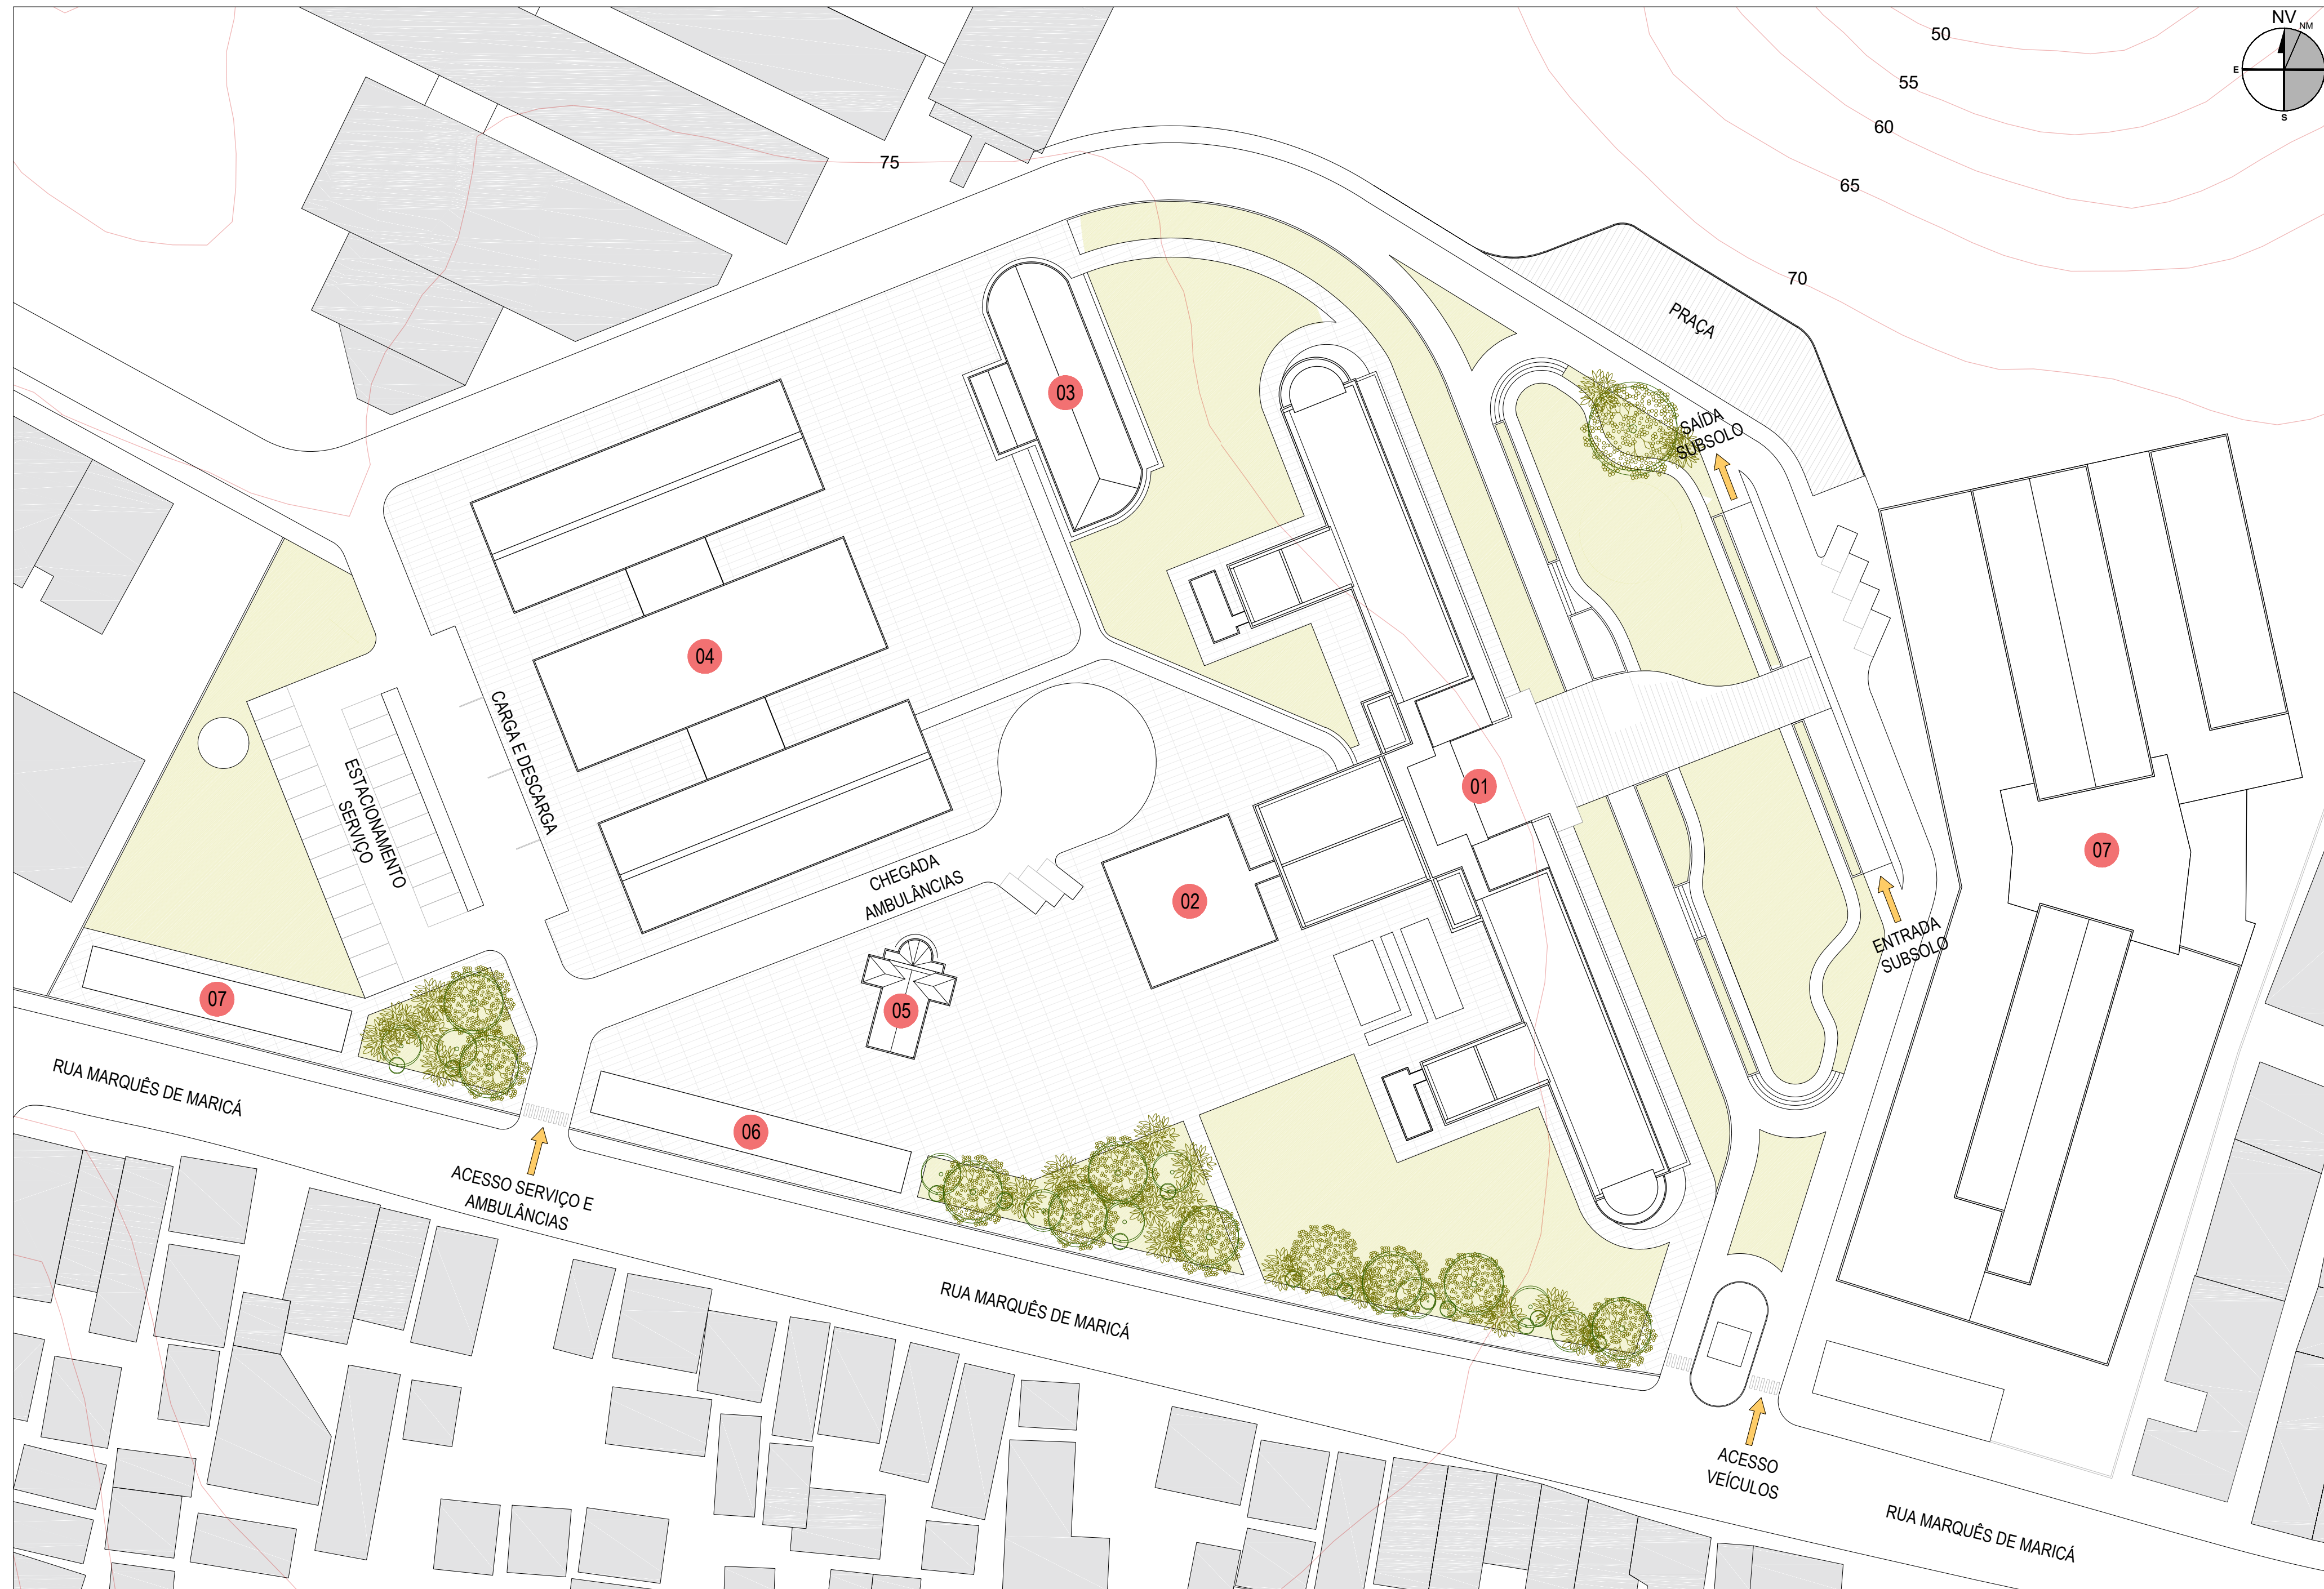 NV
NM
E
S
50
55
60
65
70
75
PRAÇA
SAÍDA
SUBSOLO
03
04
CARGA E DESCARGA
ESTACIONAMENTO
SERVIÇO
01
02
CHEGADA
AMBULÂNCIAS
07
ENTRADA
SUBSOLO
05
07
06
RUA MARQUÊS DE MARICÁ
ACESSO SERVIÇO E
AMBULÂNCIAS
RUA MARQUÊS DE MARICÁ
ACESSO
VEÍCULOS
RUA MARQUÊS DE MARICÁ